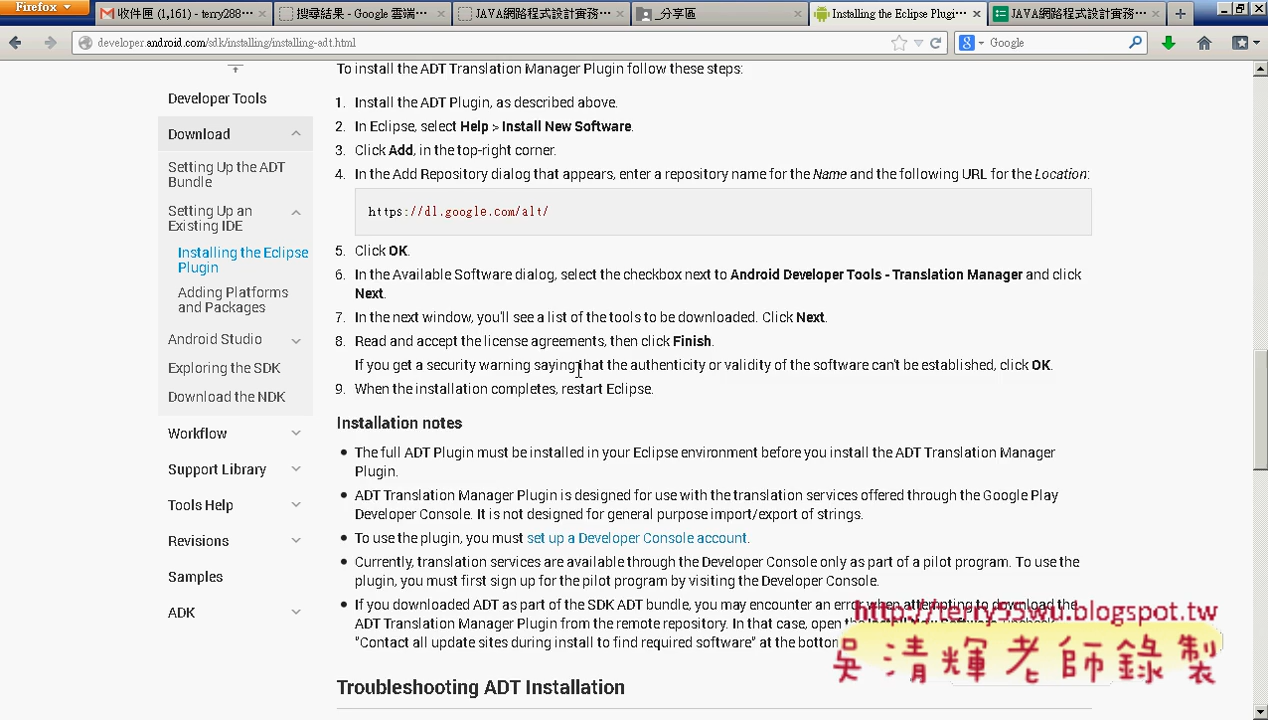 Firefox
收件匣 (1,161) - terry288...
搜尋結果 - Google 雲端...
JAVA網路程式設計實務...
_分享區
Installing the Eclipse Plugi...
JAVA網路程式設計實務...
developer.android.com/sdk/installing/installing-adt.html
Google
Developer Tools
Download
Setting Up the ADT
Bundle
Setting Up an
Existing IDE
Installing the Eclipse
Plugin
Adding Platforms
and Packages
Android Studio
Exploring the SDK
Download the NDK
Workflow
Support Library
Tools Help
Revisions
Samples
ADK
To install the ADT Translation Manager Plugin follow these steps:
1. Install the ADT Plugin, as described above.
2. In Eclipse, select Help > Install New Software.
3. Click Add, in the top-right corner.
4. In the Add Repository dialog that appears, enter a repository name for the Name and the following URL for the Location:
https://dl.google.com/alt/
5. Click OK.
6. In the Available Software dialog, select the checkbox next to Android Developer Tools - Translation Manager and click
Next.
7. In the next window, you'll see a list of the tools to be downloaded. Click Next.
8. Read and accept the license agreements, then click Finish.
If you get a security warning saying that the authenticity or validity of the software can't be established, click OK.
9. When the installation completes, restart Eclipse.
Installation notes
• The full ADT Plugin must be installed in your Eclipse environment before you install the ADT Translation Manager
Plugin.
• ADT Translation Manager Plugin is designed for use with the translation services offered through the Google Play
Developer Console. It is not designed for general purpose import/export of strings.
• To use the plugin, you must set up a Developer Console account.
• Currently, translation services are available through the Developer Console only as part of a pilot program. To use the
plugin, you must first sign up for the pilot program by visiting the Developer Console.
• If you downloaded ADT as part of the SDK ADT bundle, you may encounter an error when attempting to download the
ADT Translation Manager Plugin from the remote repository. In that case, open the Install New Software
"Contact all update sites during install to find required software" at the bottom
Troubleshooting ADT Installation
http://terry55wu.blogspot.tw
吳清輝老師錄製